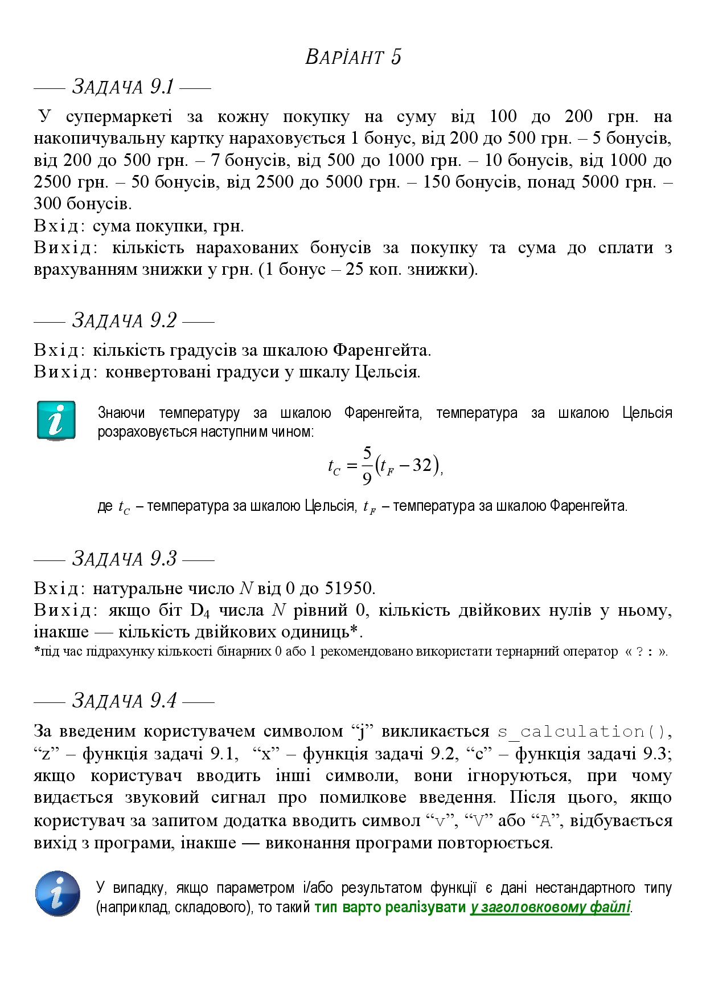 ВАРІАНТ 5
—— ЗАДАЧА 9.1 ——
У супермаркеті за кожну покупку на суму від 100 до 200 грн. на
накопичувальну картку нараховується 1 бонус, від 200 до 500 грн. – 5 бонусів,
від 200 до 500 грн. – 7 бонусів, від 500 до 1000 грн. – 10 бонусів, від 1000 до
2500 грн. – 50 бонусів, від 2500 до 5000 грн. – 150 бонусів, понад 5000 грн. –
300 бонусів.
Вхід: сума покупки, грн.
Вихід: кількість нарахованих бонусів за покупку та сума до сплати з
врахуванням знижки у грн. (1 бонус – 25 коп. знижки).
—— ЗАДАЧА 9.2 ——
Вхід: кількість градусів за шкалою Фаренгейта.
Вихід: конвертовані градуси у шкалу Цельсія.
Знаючи температуру за шкалою Фаренгейта, температура за шкалою Цельсія
розраховується наступним чином:
t_C = 5/9 (t_F − 32),
де t_C – температура за шкалою Цельсія, t_F – температура за шкалою Фаренгейта.
—— ЗАДАЧА 9.3 ——
Вхід: натуральне число N від 0 до 51950.
Вихід: якщо біт D₄ числа N рівний 0, кількість двійкових нулів у ньому,
інакше — кількість двійкових одиниць*.
*під час підрахунку кількості бінарних 0 або 1 рекомендовано використати тернарний оператор « ? : ».
—— ЗАДАЧА 9.4 ——
За введеним користувачем символом “j” викликається s_calculation(),
“z” – функція задачі 9.1, “x” – функція задачі 9.2, “c” – функція задачі 9.3;
якщо користувач вводить інші символи, вони ігноруються, при чому
видається звуковий сигнал про помилкове введення. Після цього, якщо
користувач за запитом додатка вводить символ “v”, “V” або “A”, відбувається
вихід з програми, інакше — виконання програми повторюється.
У випадку, якщо параметром і/або результатом функції є дані нестандартного типу
(наприклад, складового), то такий тип варто реалізувати у заголовковому файлі.